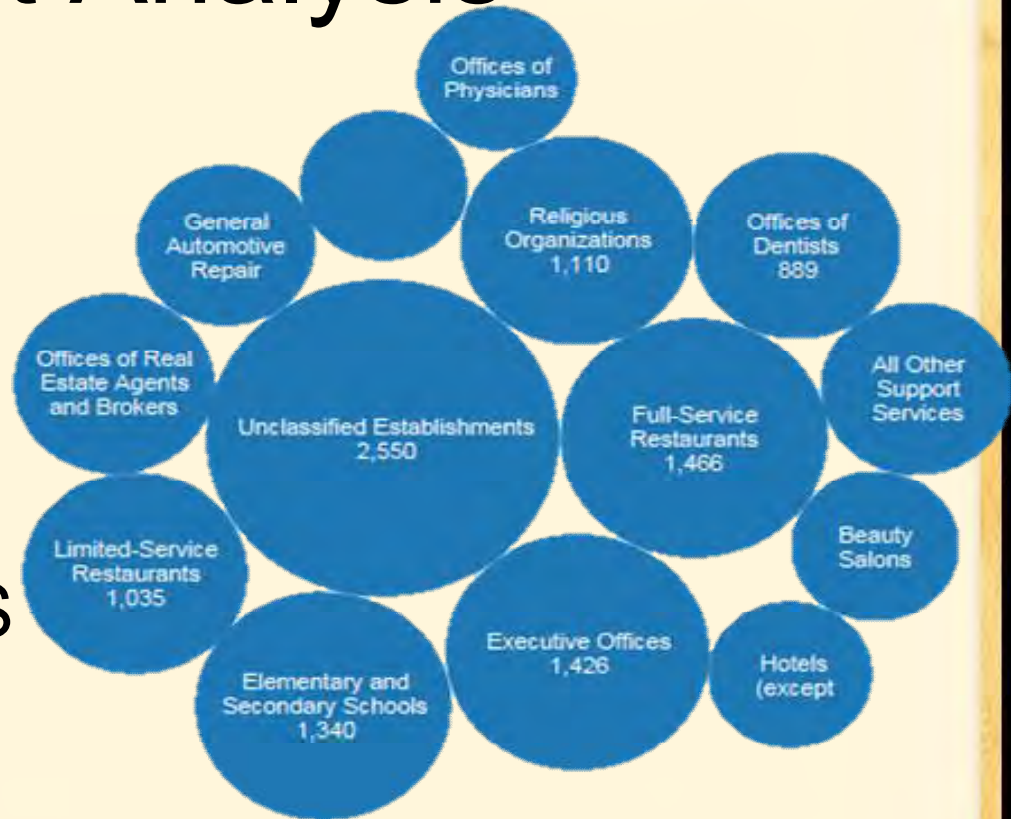 t Analysis
Offices of
Physicians
General
Automotive
Repair
Religious
Organizations
1,110
Offices of
Dentists
889
Offices of Real
Estate Agents
and Brokers
Unclassified Establishments
2,550
Full-Service
Restaurants
1,466
All Other
Support
Services
Limited-Service
Restaurants
1,035
Beauty
Salons
s
Elementary and
Secondary Schools
1,340
Executive Offices
1,426
Hotels
(except